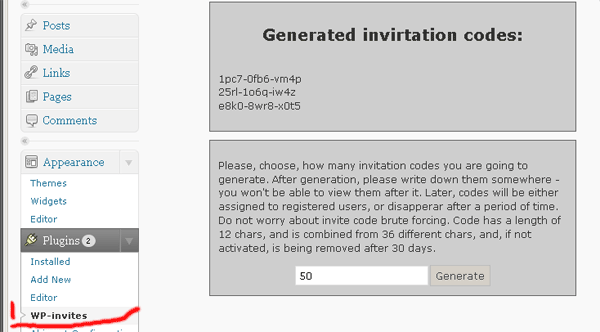 Posts
Media
Links
Pages
Comments
Appearance
Themes
Widgets
Editor
Plugins 2
Installed
Add New
Editor
WP-invites
Generated invirtation codes:
1pc7-0fb6-vm4p
25rl-1o6q-iw4z
e8k0-8wr8-x0t5
Please, choose, how many invitation codes you are going to
generate. After generation, please write down them somewhere -
you won't be able to view them after it. Later, codes will be either
assigned to registered users, or disapperar after a period of time.
Do not worry about invite code brute forcing. Code has a length of
12 chars, and is combined from 36 different chars, and, if not
activated, is being removed after 30 days.
50 Generate